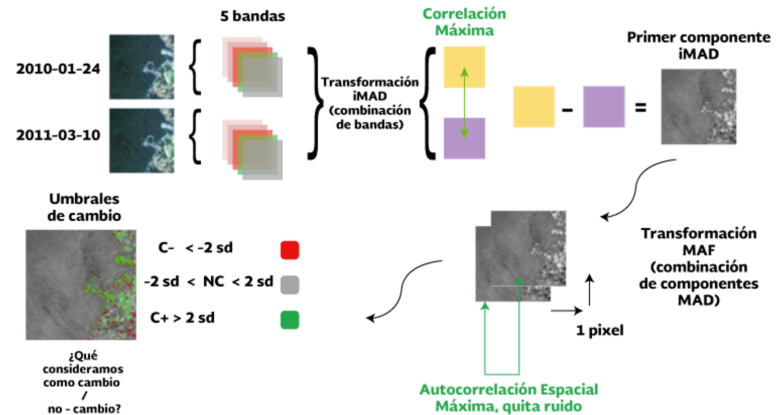 5 bandas
Correlación
Máxima
Primer componente
iMAD
2010-01-24
2011-03-10
Transformación
iMAD
(combinación
de bandas)
–
=
Umbrales
de cambio
C- < -2 sd
-2 sd < NC < 2 sd
C+ > 2 sd
¿Qué
consideramos
como cambio
/
no - cambio?
Transformación
MAF
(combinación
de componentes
MAD)
1 pixel
Autocorrelación Espacial
Máxima, quita ruido